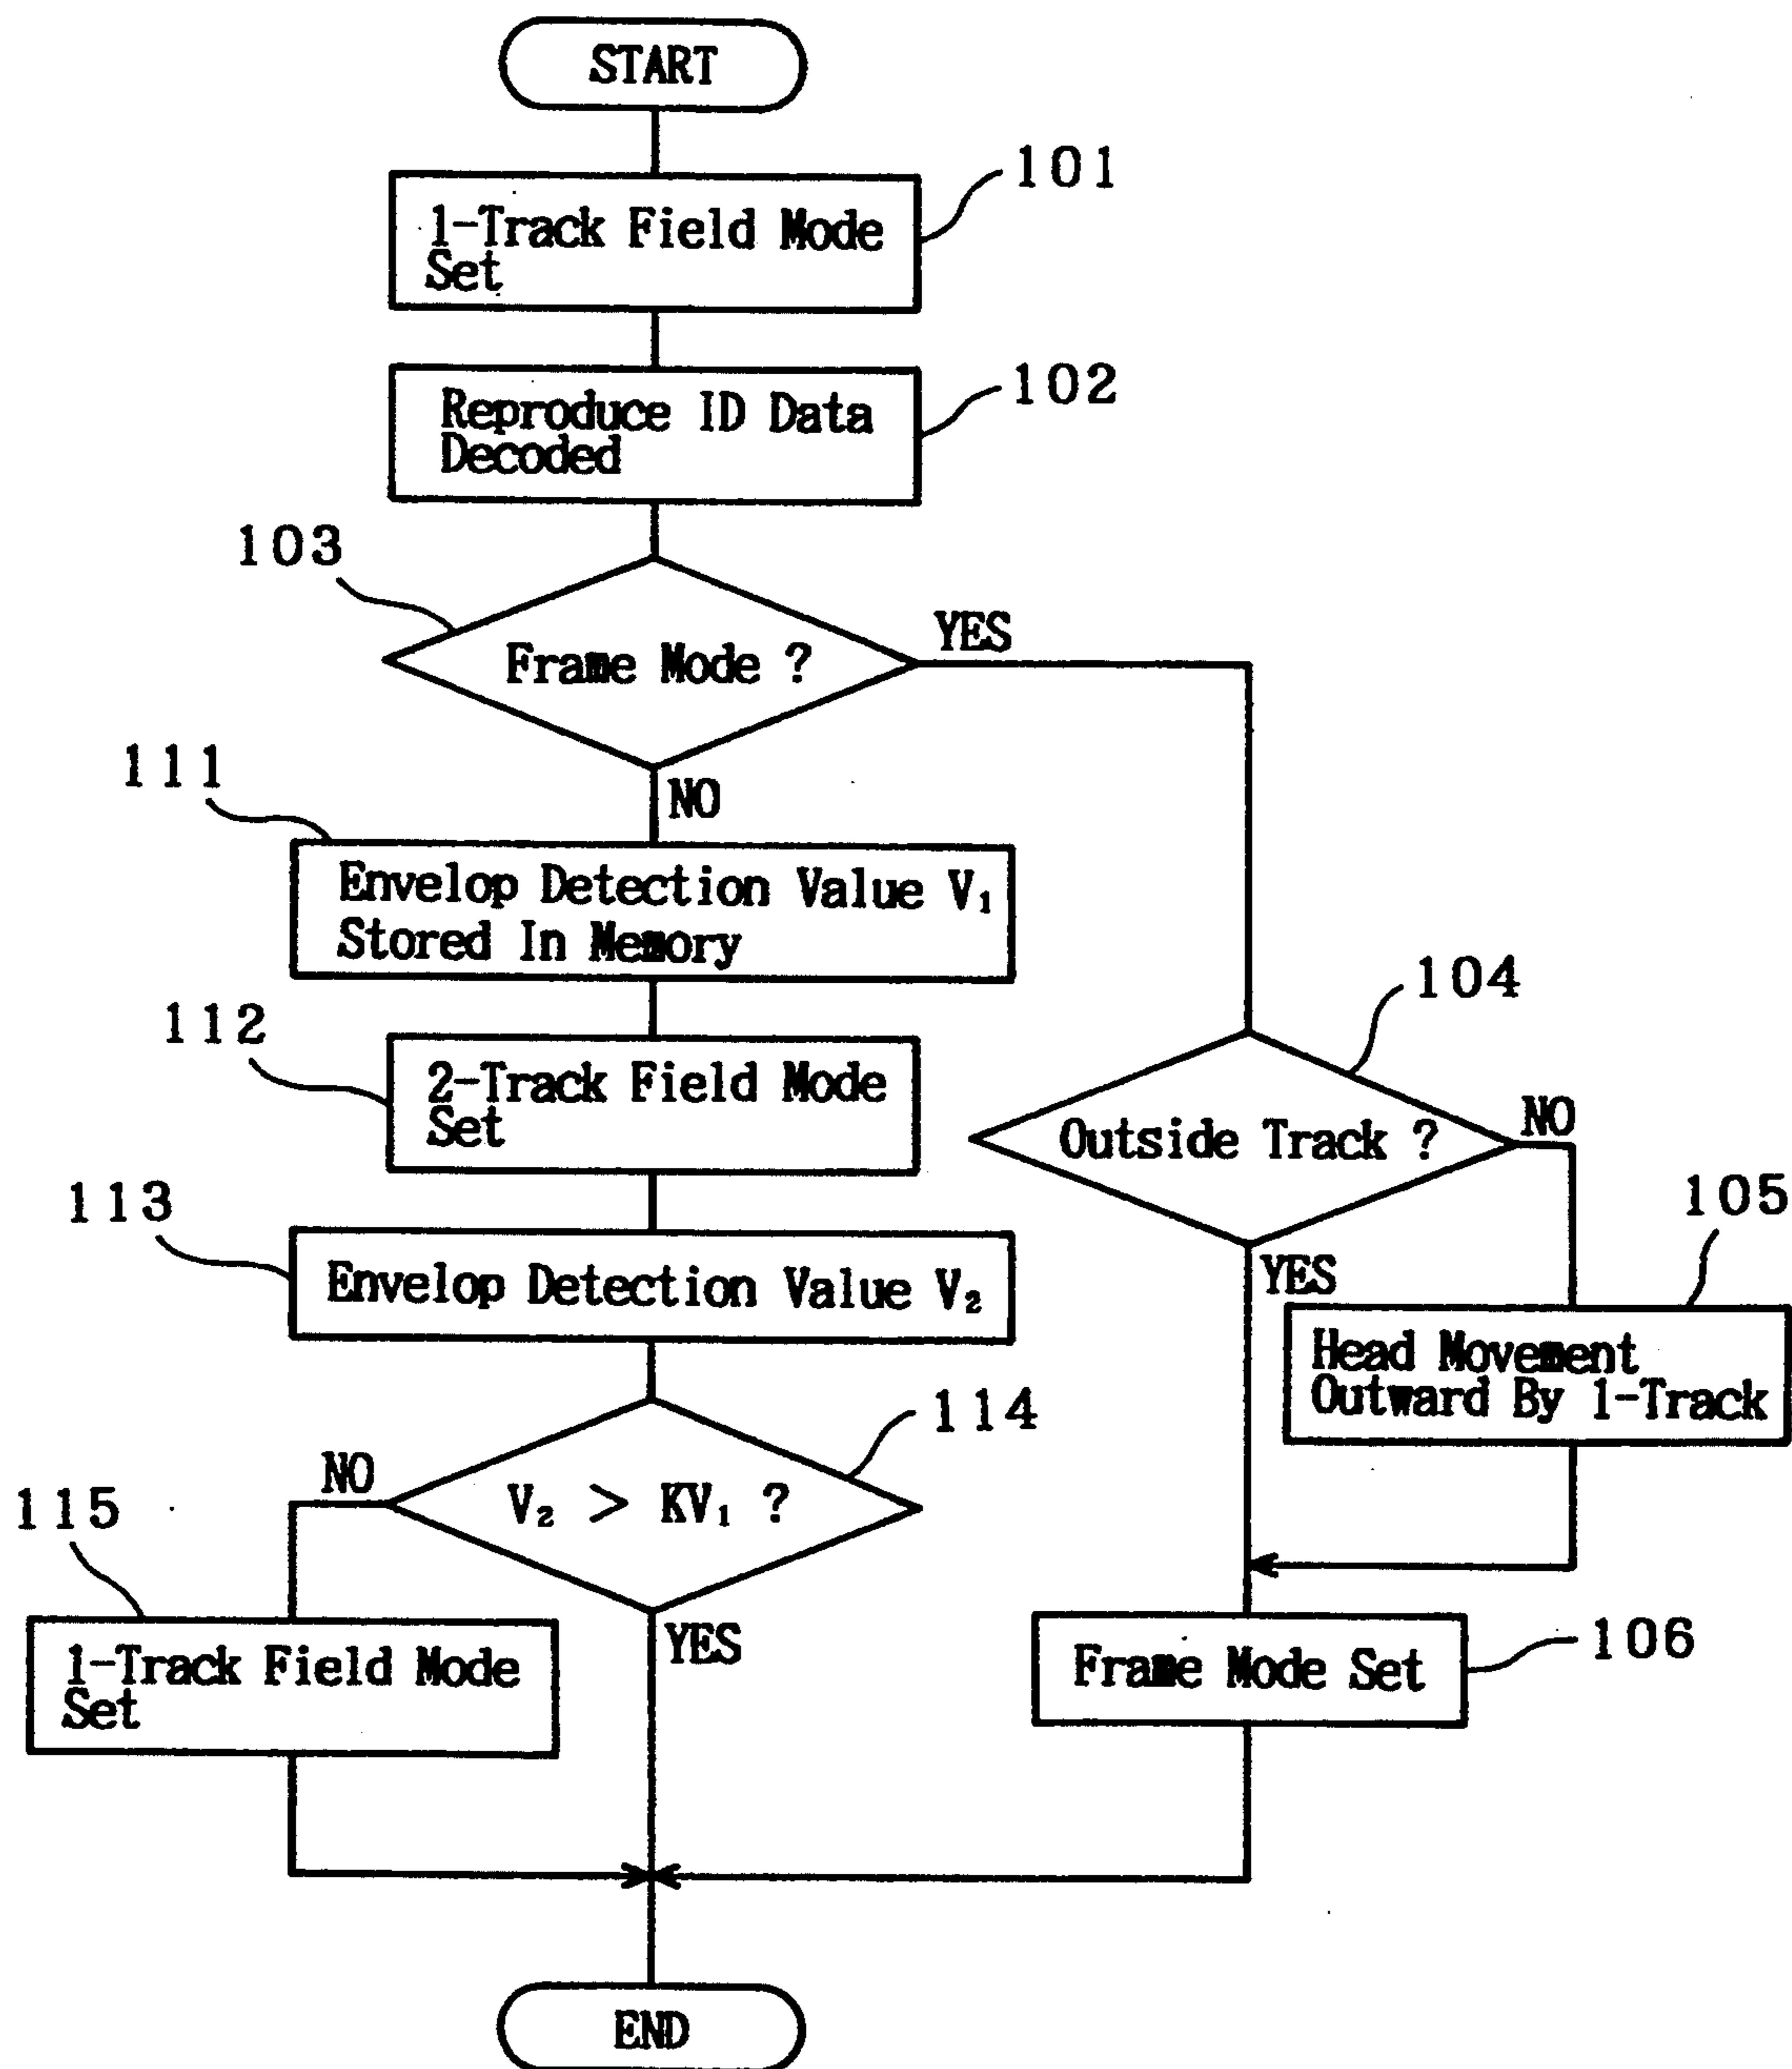 START
101
1-Track Field Mode
Set
102
Reproduce ID Data
Decoded
103
Frame Mode ?
YES
NO
111
Envelop Detection Value V₁
Stored In Memory
104
112
2-Track Field Mode
Set
Outside Track ?
NO
YES
113
Envelop Detection Value V₂
105
Head Movement
Outward By 1-Track
114
V₂ > KV₁ ?
NO
YES
115
1-Track Field Mode
Set
106
Frame Mode Set
END